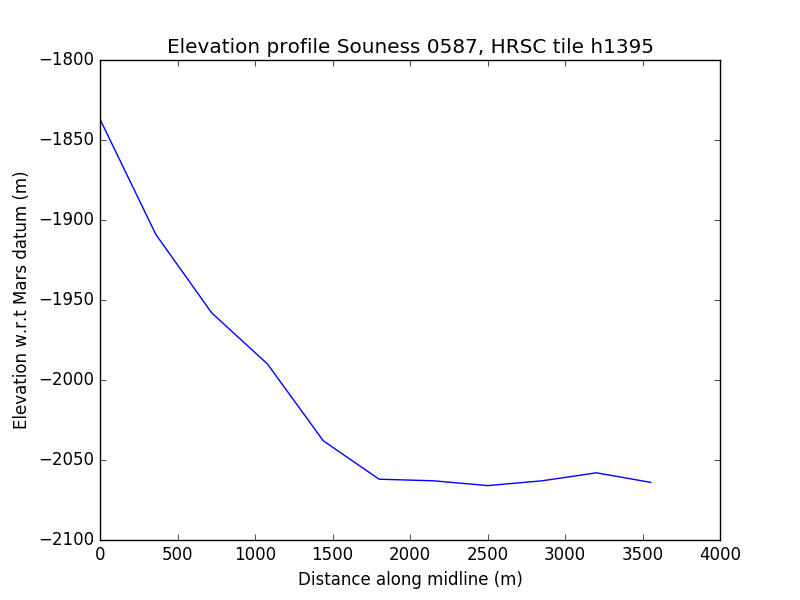 Elevation profile Souness 0587, HRSC tile h1395
Elevation w.r.t Mars datum (m)
−1800
−1850
−1900
−1950
−2000
−2050
−2100
0 500 1000 1500 2000 2500 3000 3500 4000
Distance along midline (m)